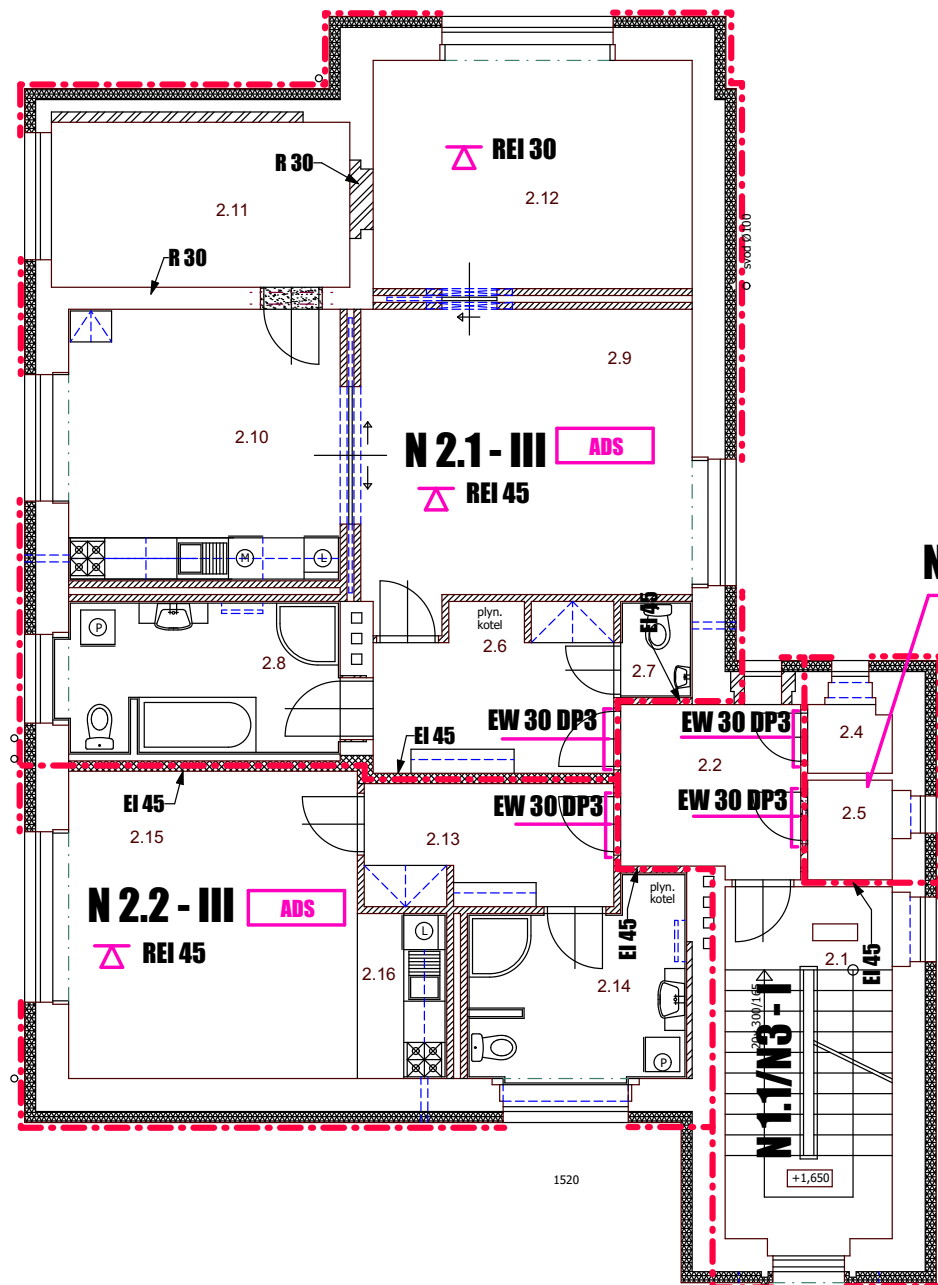 REI 30
R 30
2.11
2.12
svod Ø100
R 30
2.9
2.10
N 2.1 - III
ADS
REI 45
M
L
N
plyn.
kotel
EI 45
P
2.6
2.8
2.7
2.4
EW 30 DP3
EW 30 DP3
EI 45
2.2
EI 45
EW 30 DP3
EW 30 DP3
2.15
2.13
2.5
plyn.
kotel
N 2.2 - III
ADS
REI 45
L
EI 45
2.1
EI 45
2.16
2.14
N 1.1/N3 - I
P
1520
+1,650